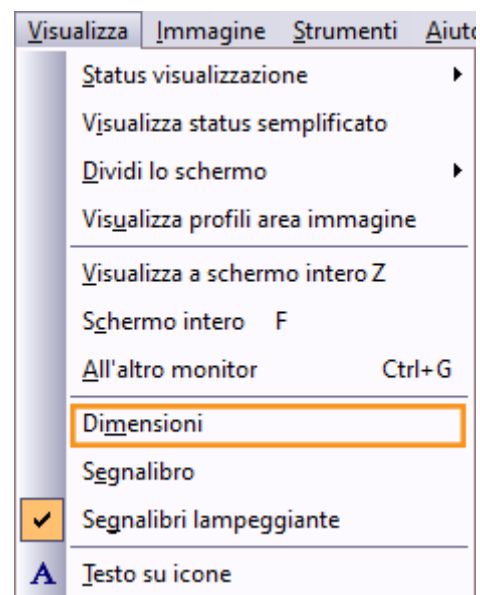 Visualizza Immagine Strumenti Aiuto
Status visualizzazione
Visualizza status semplificato
Dividi lo schermo
Visualizza profili area immagine
Visualizza a schermo intero Z
Schermo intero F
All'altro monitor Ctrl+G
Dimensioni
Segnalibro
Segnalibri lampeggiante
A Testo su icone